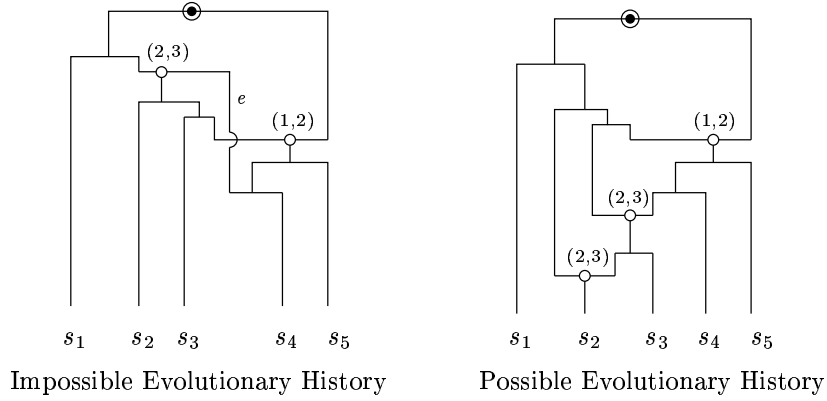 (2,3)
e
(1,2)
s1 s2 s3 s4 s5
Impossible Evolutionary History
(1,2)
(2,3)
(2,3)
s1 s2 s3 s4 s5
Possible Evolutionary History